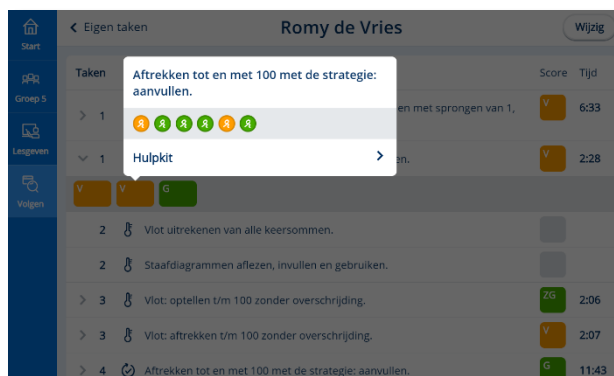 Start
Groep 5
Lesgeven
Volgen
Eigen taken
Romy de Vries
Wijzig
Taken
Score Tijd
Aftrekken tot en met 100 met de strategie:
aanvullen.
Hulpkit
1 en met sprongen van 1, V 6:33
1 en. V 2:28
V V G
2 Vlot uitrekenen van alle keersommen.
2 Staafdiagrammen aflezen, invullen en gebruiken.
3 Vlot: optellen t/m 100 zonder overschrijding. ZG 2:06
3 Vlot: aftrekken t/m 100 zonder overschrijding. V 2:07
4 Aftrekken tot en met 100 met de strategie: aanvullen. G 11:43